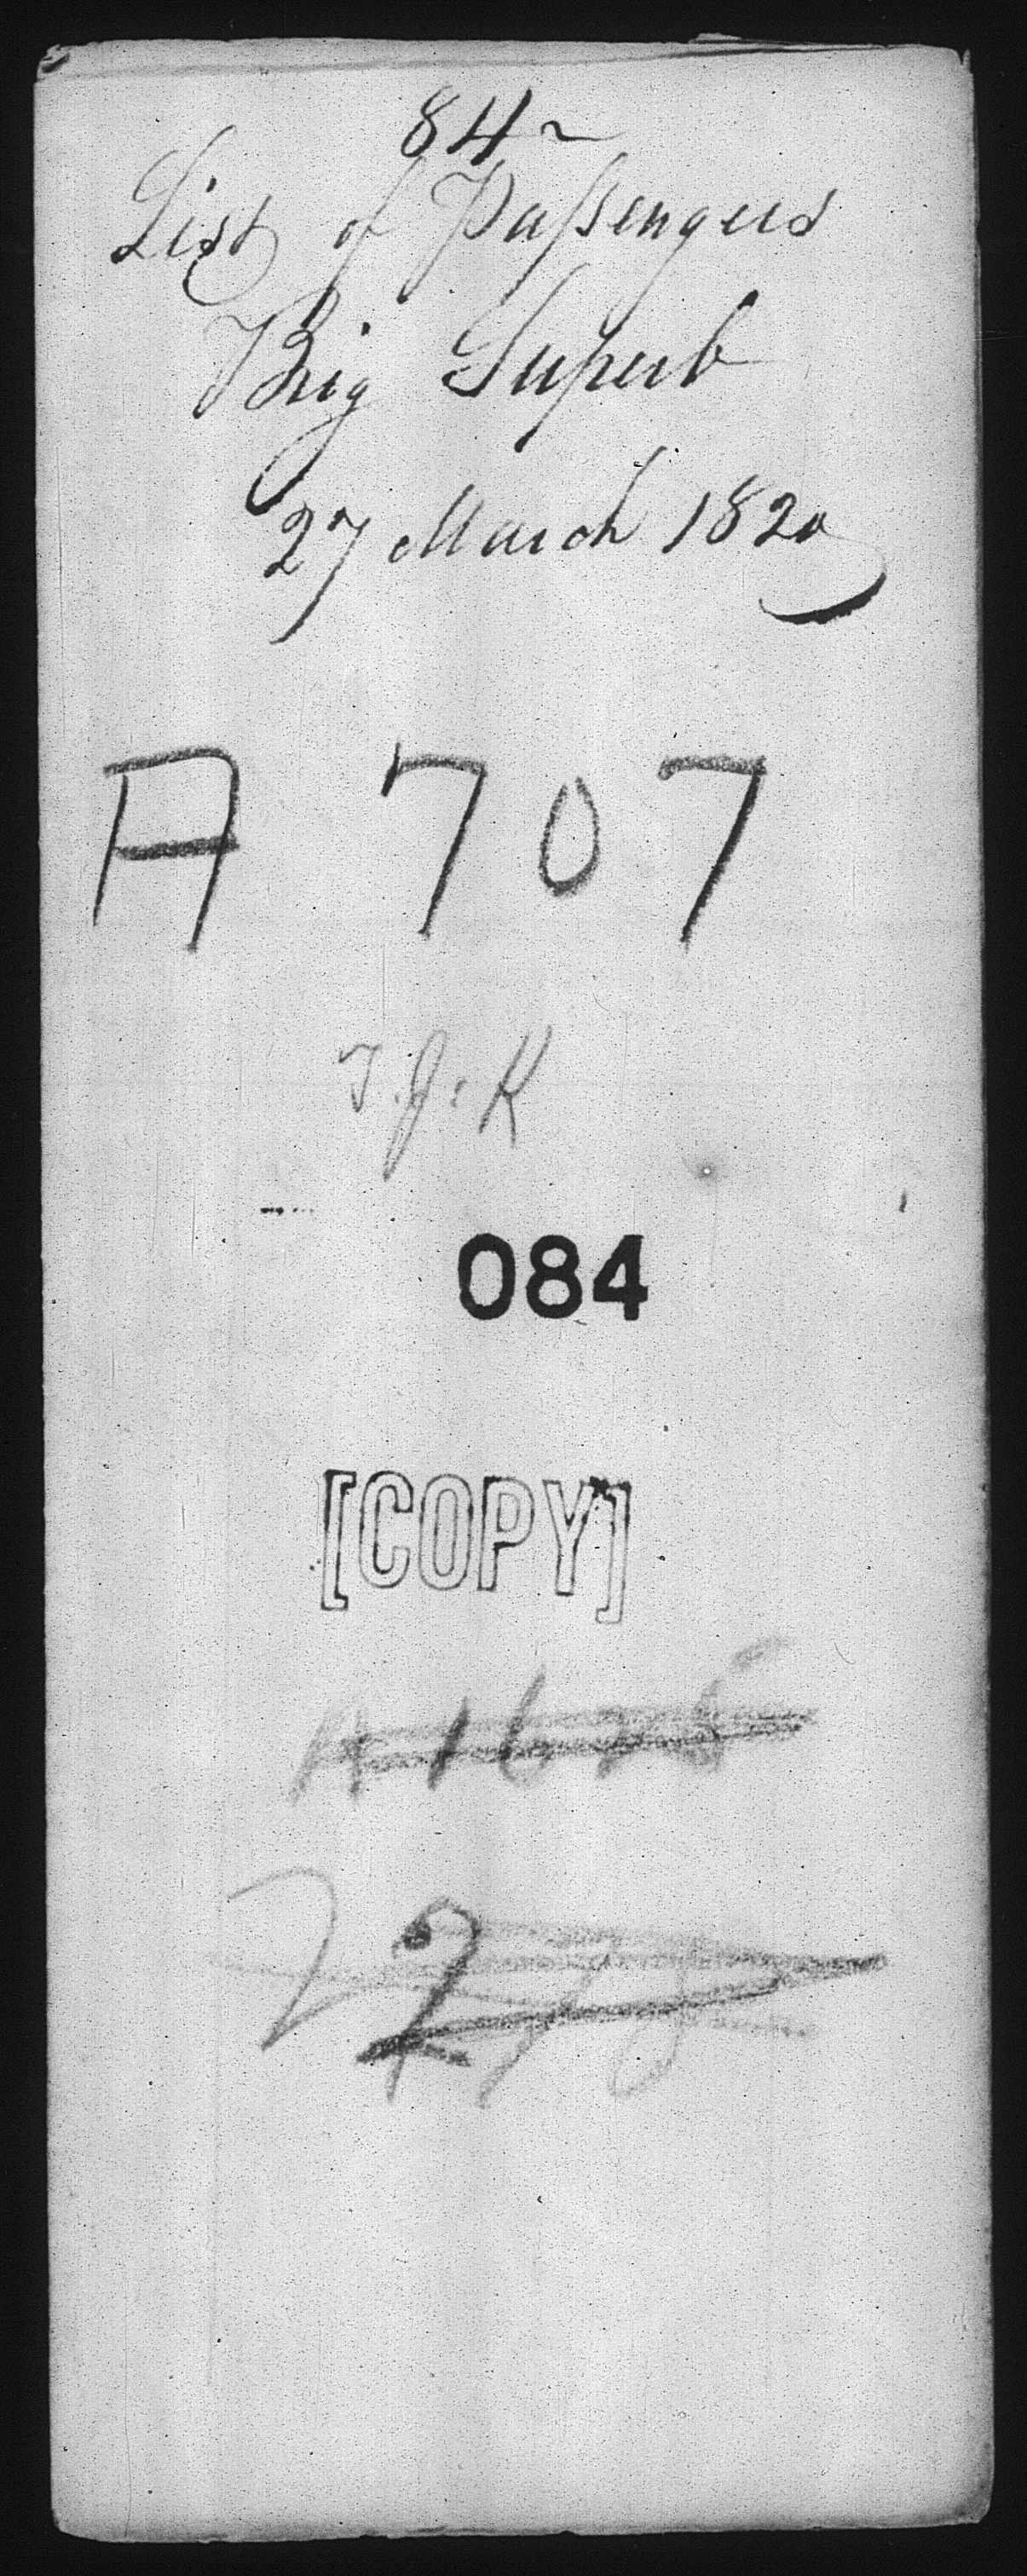 84
List of Passengers
Brig Superb
27 March 1820
A 707
T.J.K
084
[COPY]